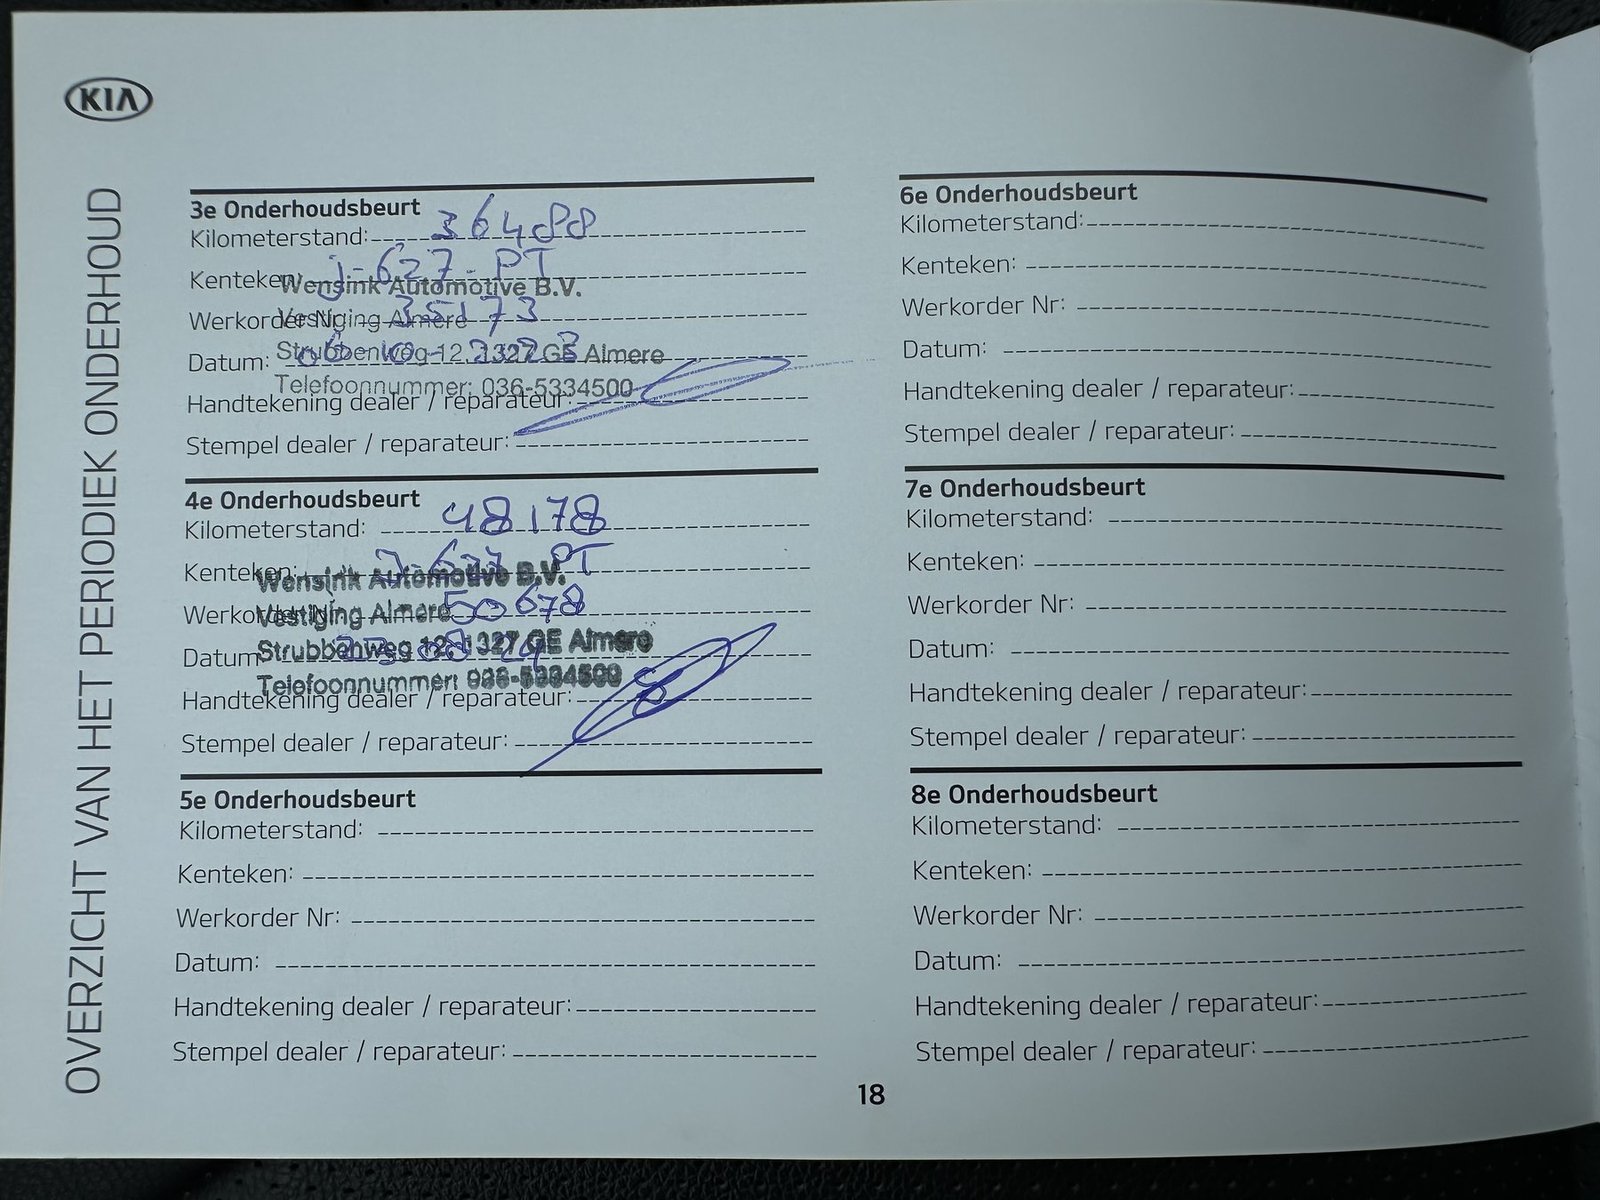 KIA
OVERZICHT VAN HET PERIODIEK ONDERHOUD
3e Onderhoudsbeurt
Kilometerstand: 36488
Kenteken: J-627-PT
Wensink Automotive B.V.
Werkorder Nr: 35173
Vestiging Almere
Datum:
Strubbenweg 12, 1327 GE Almere
Telefoonnummer: 036-5334500
Handtekening dealer / reparateur:
Stempel dealer / reparateur:
4e Onderhoudsbeurt
Kilometerstand: 48178
Kenteken: J-627-PT
Wensink Automotive B.V.
Werkorder Nr: 50678
Vestiging Almere
Datum:
Strubbenweg 12, 1327 GE Almere
Telefoonnummer: 036-5334500
Handtekening dealer / reparateur:
Stempel dealer / reparateur:
5e Onderhoudsbeurt
Kilometerstand:
Kenteken:
Werkorder Nr:
Datum:
Handtekening dealer / reparateur:
Stempel dealer / reparateur:
6e Onderhoudsbeurt
Kilometerstand:
Kenteken:
Werkorder Nr:
Datum:
Handtekening dealer / reparateur:
Stempel dealer / reparateur:
7e Onderhoudsbeurt
Kilometerstand:
Kenteken:
Werkorder Nr:
Datum:
Handtekening dealer / reparateur:
Stempel dealer / reparateur:
8e Onderhoudsbeurt
Kilometerstand:
Kenteken:
Werkorder Nr:
Datum:
Handtekening dealer / reparateur:
Stempel dealer / reparateur:
18